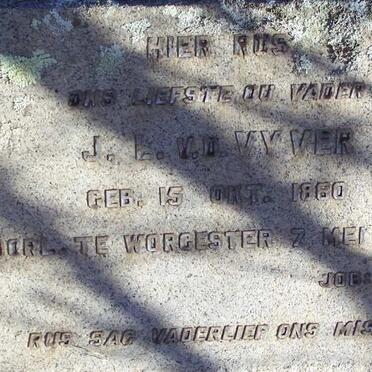 HIER RUS
ONS LIEFSTE OU VADER
J. L. V.D. VYVER
GEB. 15 OKT. 1860
OORL. TE WORCESTER 7 MEI
JOB
RUS SAG VADERLIEF ONS MIS